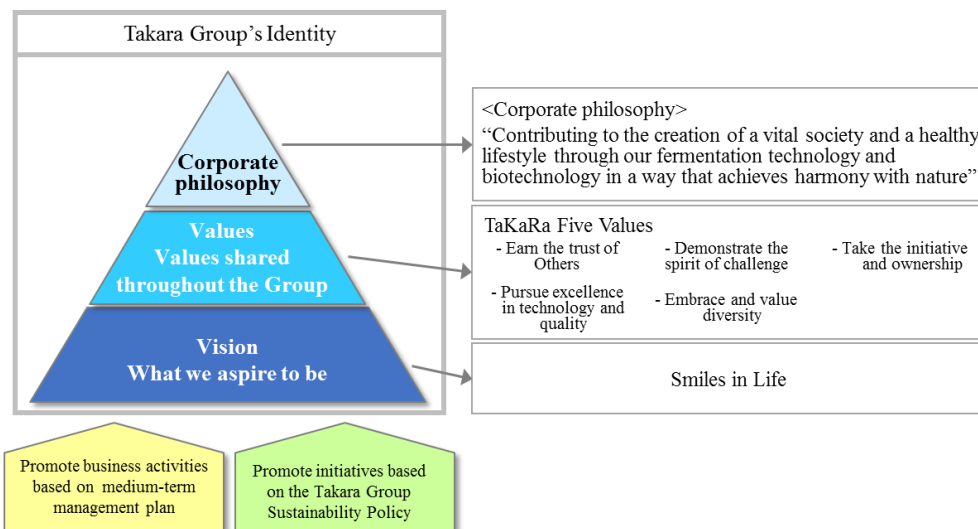 Takara Group's Identity
Corporate
philosophy
Values
Values shared
throughout the Group
Vision
What we aspire to be
<Corporate philosophy>
“Contributing to the creation of a vital society and a healthy
lifestyle through our fermentation technology and
biotechnology in a way that achieves harmony with nature”
TaKaRa Five Values
- Earn the trust of
Others
- Demonstrate the
spirit of challenge
- Take the initiative
and ownership
- Pursue excellence
in technology and
quality
- Embrace and value
diversity
Smiles in Life
Promote business activities
based on medium-term
management plan
Promote initiatives based
on the Takara Group
Sustainability Policy